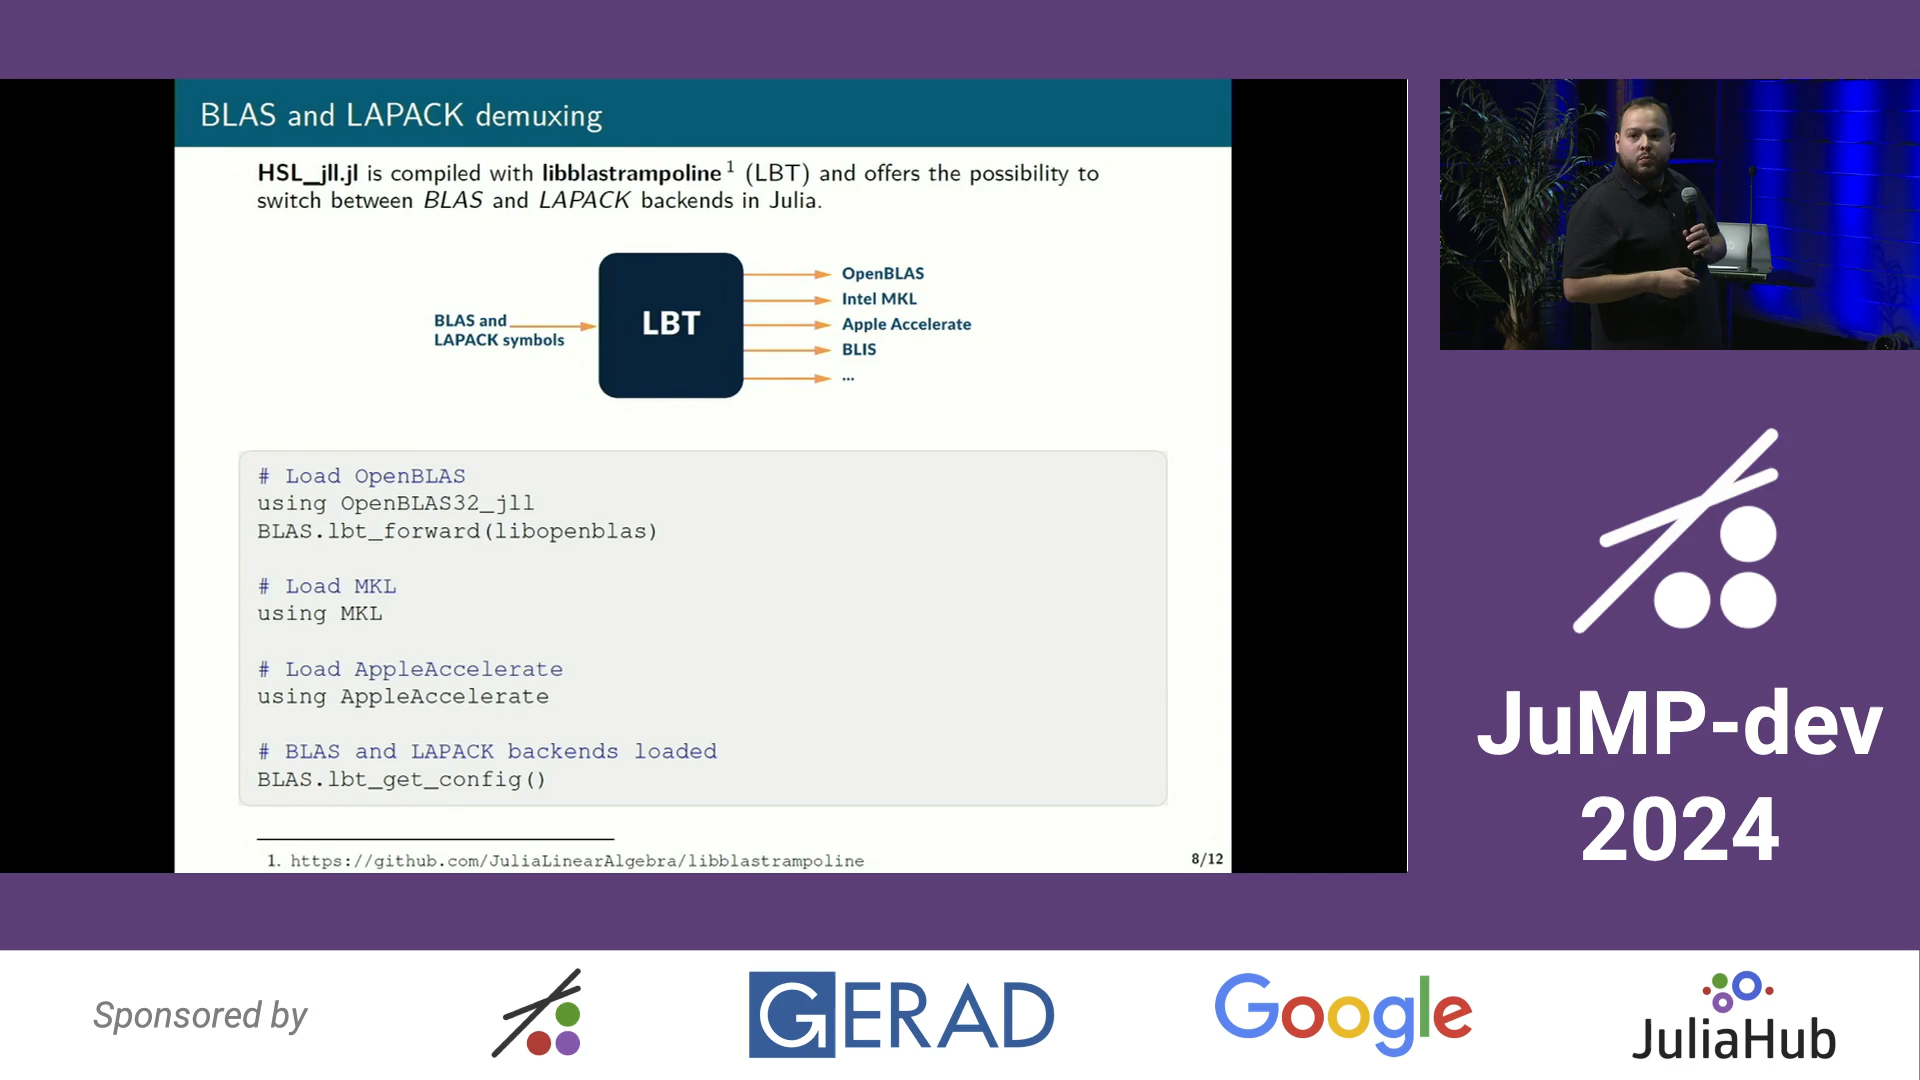 BLAS and LAPACK demuxing
HSL_jll.jl is compiled with libblastrampoline 1 (LBT) and offers the possibility to
switch between BLAS and LAPACK backends in Julia.
BLAS and
LAPACK symbols
LBT
OpenBLAS
Intel MKL
Apple Accelerate
BLIS
...
# Load OpenBLAS
using OpenBLAS32_jll
BLAS.lbt_forward(libopenblas)
# Load MKL
using MKL
# Load AppleAccelerate
using AppleAccelerate
# BLAS and LAPACK backends loaded
BLAS.lbt_get_config()
1. https://github.com/JuliaLinearAlgebra/libblastrampoline
8/12
JuMP-dev
2024
Sponsored by
GERAD
Google
JuliaHub